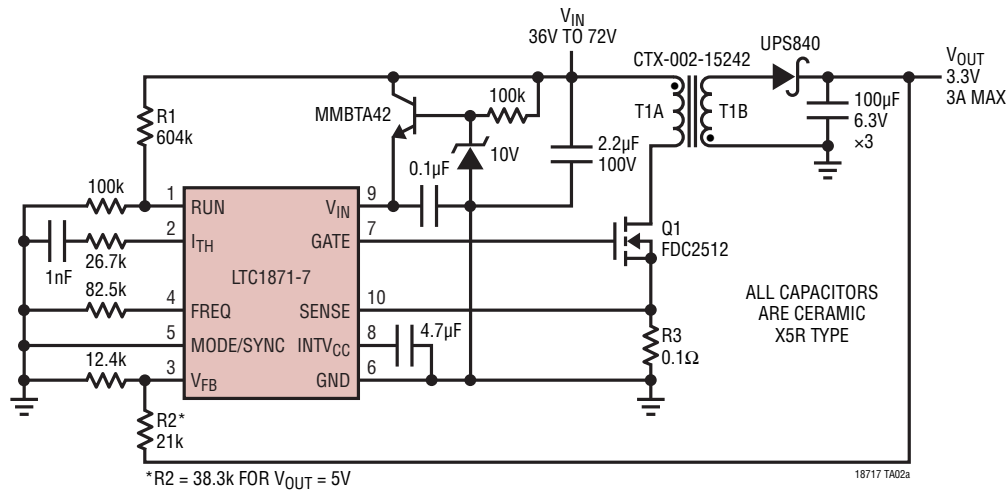 V_IN
36V TO 72V
CTX-002-15242
UPS840
V_OUT
3.3V
3A MAX
R1
604k
MMBTA42
100k
T1A
T1B
100µF
6.3V
×3
10V
2.2µF
100V
0.1µF
100k
1
RUN
V_IN
9
2
I_TH
GATE
7
Q1
FDC2512
1nF
26.7k
LTC1871-7
82.5k
4
FREQ
SENSE
10
ALL CAPACITORS
ARE CERAMIC
X5R TYPE
5
MODE/SYNC
INTV_CC
8
4.7µF
R3
0.1Ω
12.4k
3
V_FB
GND
6
R2*
21k
*R2 = 38.3k FOR V_OUT = 5V
18717 TA02a